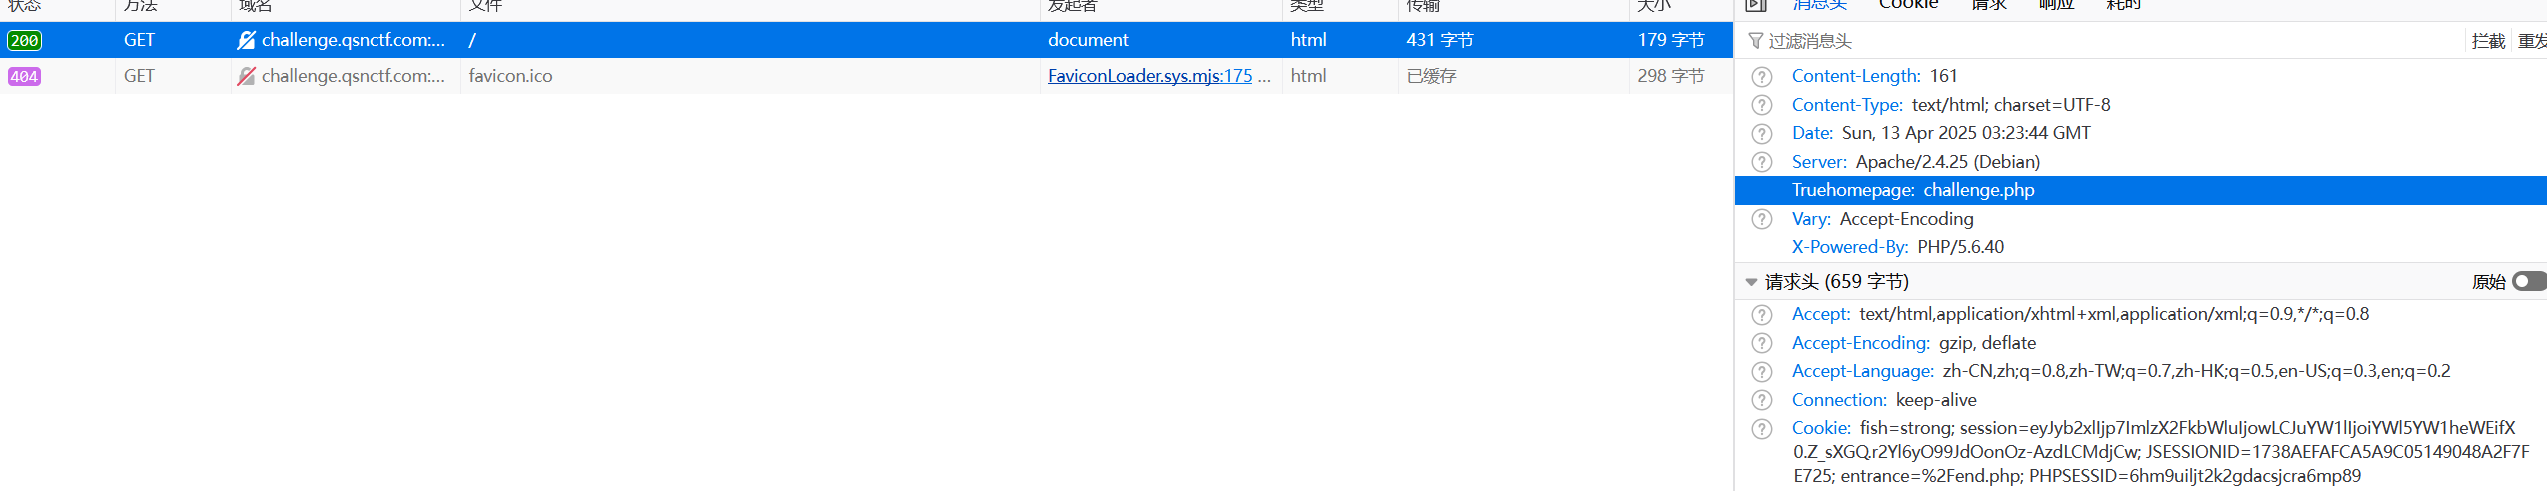 状态 方法 域名 文件 发起者 类型 传输 大小
200 GET challenge.qsnctf.com:... / document html 431 字节 179 字节
404 GET challenge.qsnctf.com:... favicon.ico FaviconLoader.sys.mjs:175 ... html 已缓存 298 字节
消息头 Cookie 请求 响应 耗时
过滤消息头 拦截 重发
Content-Length: 161
Content-Type: text/html; charset=UTF-8
Date: Sun, 13 Apr 2025 03:23:44 GMT
Server: Apache/2.4.25 (Debian)
Truehomepage: challenge.php
Vary: Accept-Encoding
X-Powered-By: PHP/5.6.40
请求头 (659 字节) 原始
Accept: text/html,application/xhtml+xml,application/xml;q=0.9,*/*;q=0.8
Accept-Encoding: gzip, deflate
Accept-Language: zh-CN,zh;q=0.8,zh-TW;q=0.7,zh-HK;q=0.5,en-US;q=0.3,en;q=0.2
Connection: keep-alive
Cookie: fish=strong; session=eyJyb2xlIjp7ImlzX2FkbWluIjowLCJuYW1lIjoiYWl5YW1heWEifX
0.Z_sXGQ.r2Yl6yO99JdOonOz-AzdLCMdjCw; JSESSIONID=1738AEFAFCA5A9C05149048A2F7F
E725; entrance=%2Fend.php; PHPSESSID=6hm9uiljt2k2gdacsjcra6mp89